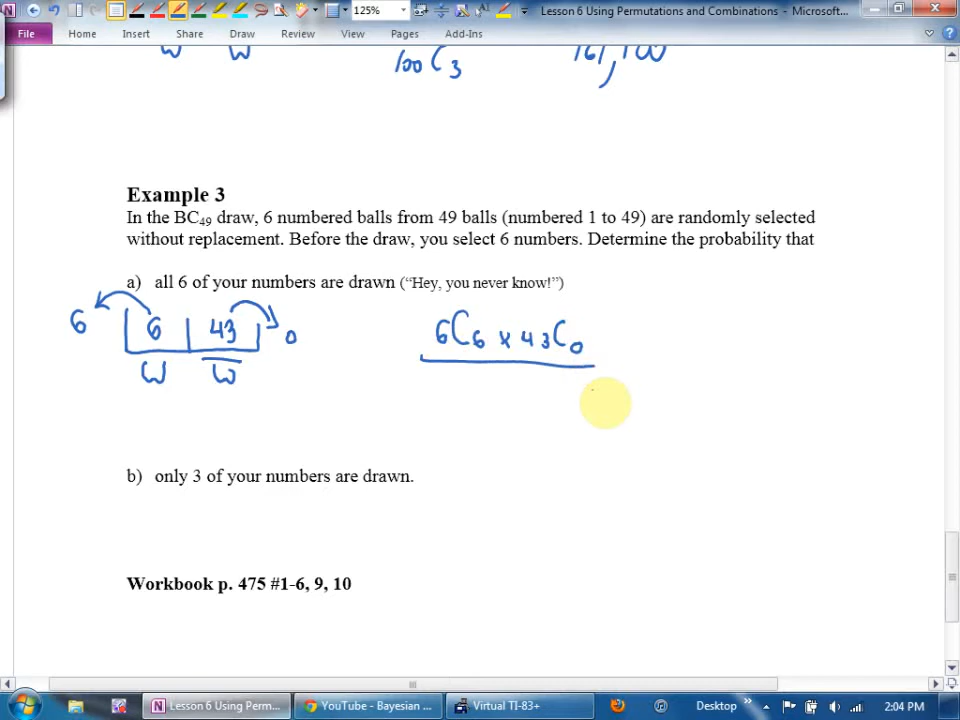 125%
Lesson 6 Using Permutations and Combinations - Microsoft...
File Home Insert Draw Review View Pages Add-Ins
W W 100C3 161,700
Example 3
In the BC49 draw, 6 numbered balls from 49 balls (numbered 1 to 49) are randomly selected
without replacement. Before the draw, you select 6 numbers. Determine the probability that
a) all 6 of your numbers are drawn (“Hey, you never know!”)
6 6 43 0 6C6 x 43C0
W W
b) only 3 of your numbers are drawn.
Workbook p. 475 #1-6, 9, 10
Lesson 6 Using Perm... YouTube - Bayesian ... Virtual TI-83+ Desktop 2:04 PM